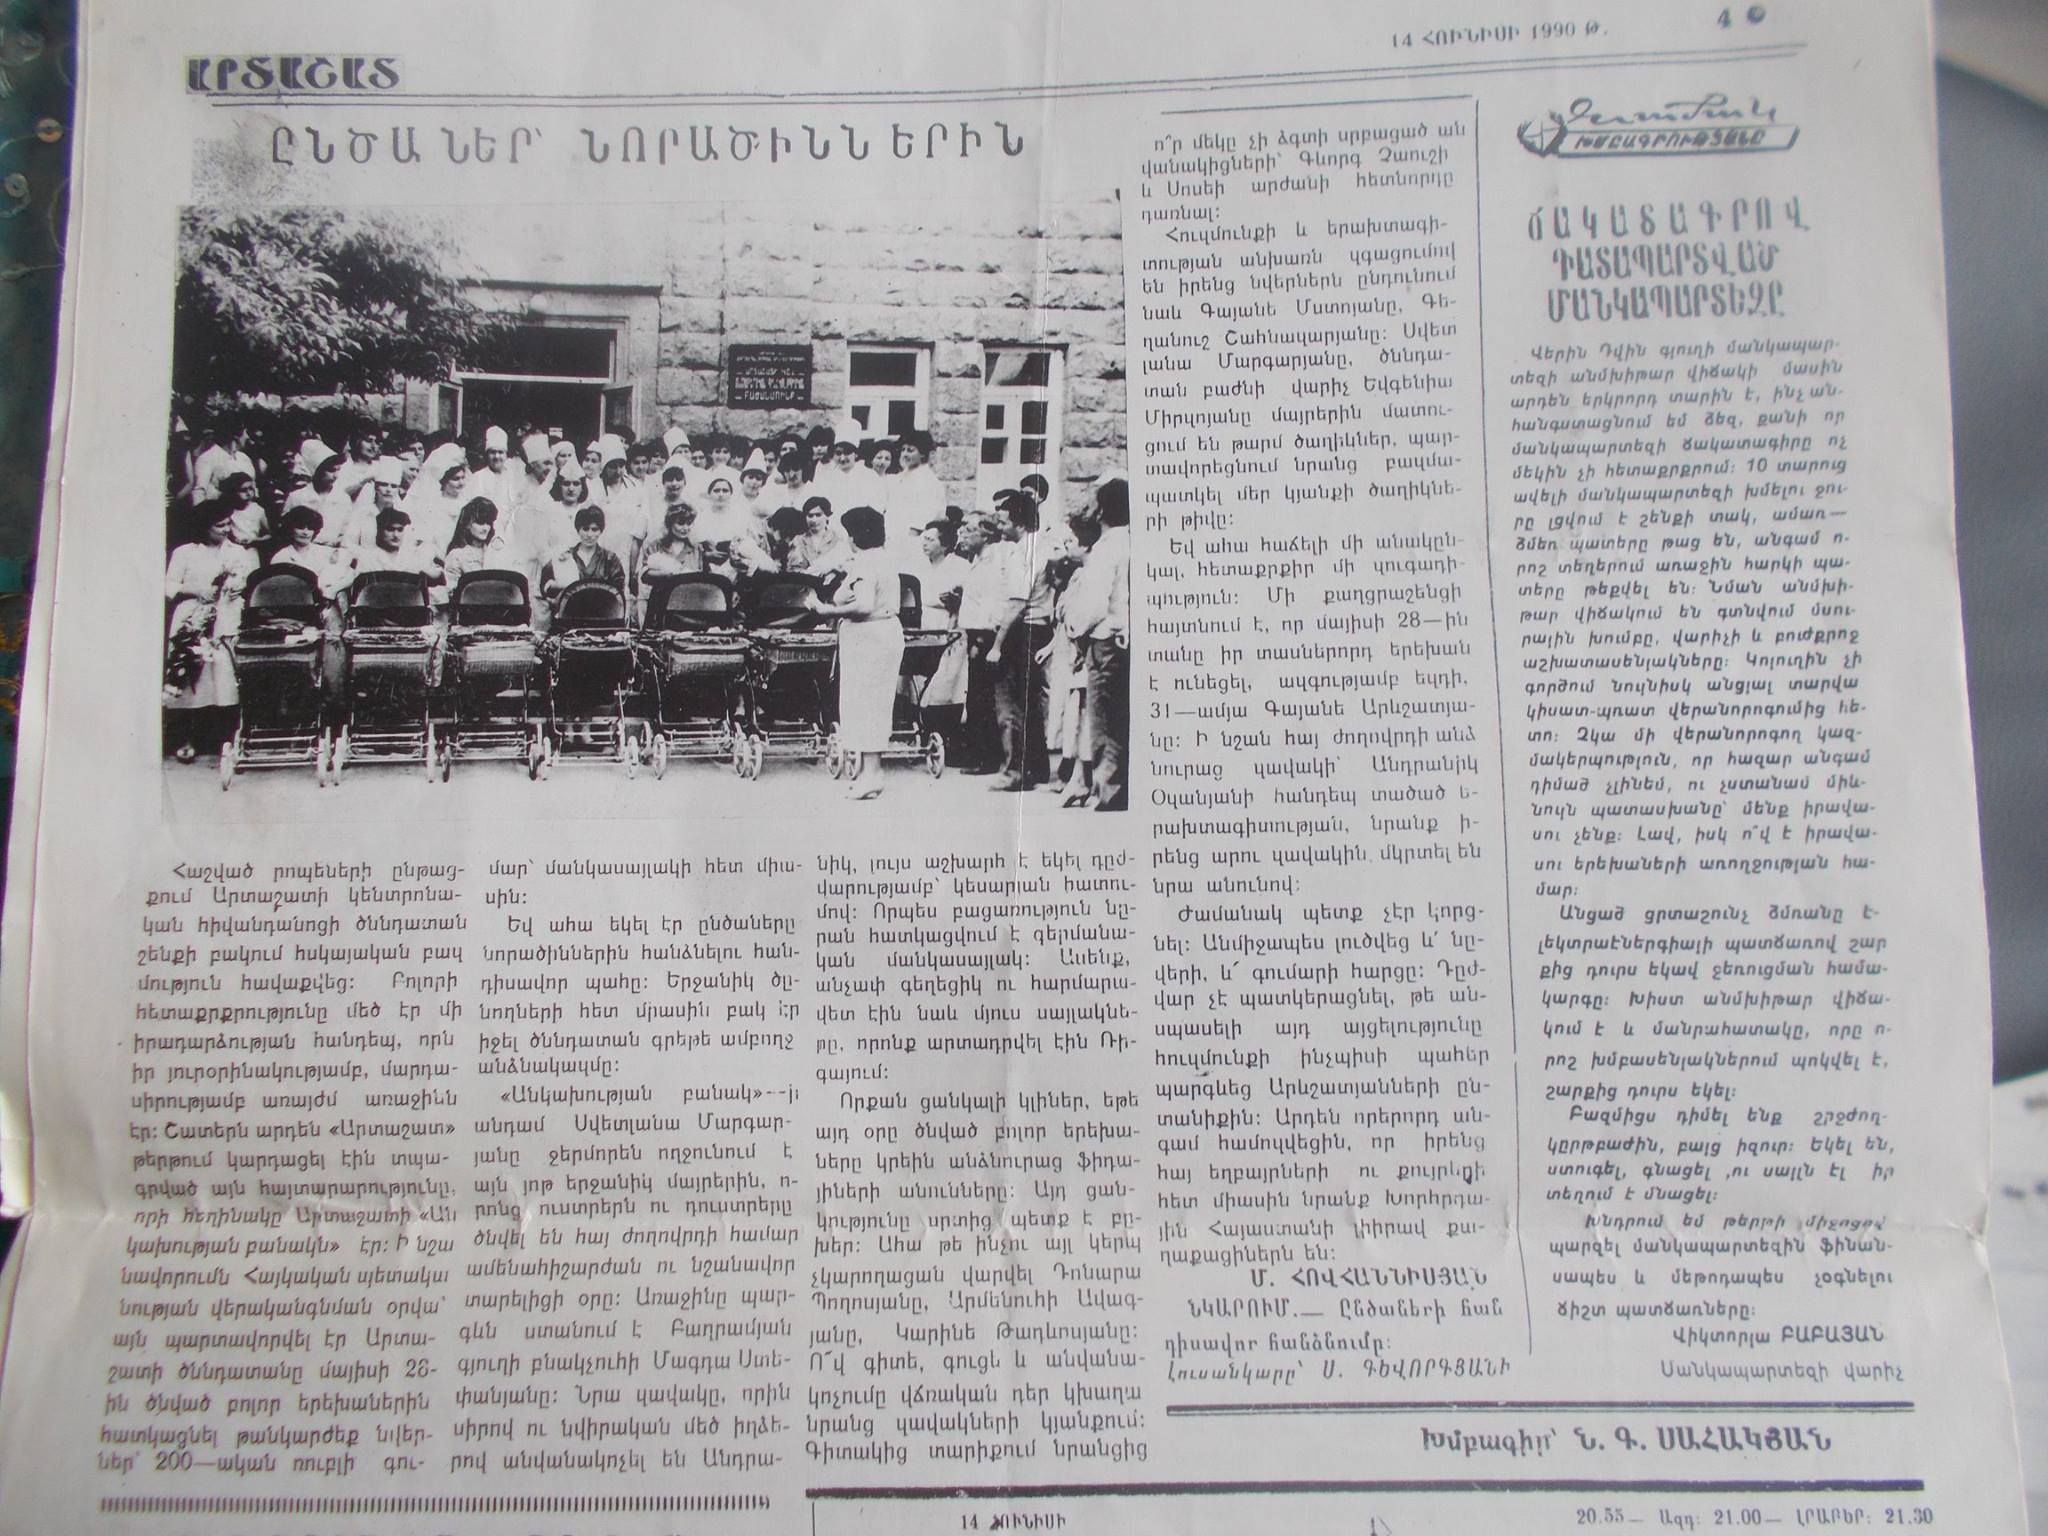 ԱՐՏԱՇԱՏ
14 ՀՈՒՆԻՍԻ 1990 Թ.
4
ԸՆԾԱՆԵՐ՝ ՆՈՐԱԾԻՆՆԵՐԻՆ
Հաշված րոպեների ընթաց-
քում Արտաշատի կենտրոնա-
կան հիվանդանոցի ծննդատան
շենքի բակում հսկայական բազ
մություն հավաքվեց: Բոլորի
հետաքրքրությունը մեծ էր մի
իրադարձության հանդեպ, որն
իր յուրօրինակությամբ, մարդա-
սիրությամբ առայժմ առաջինն
էր: Շատերն արդեն «Արտաշատ»
թերթում կարդացել էին տպա-
գրված այն հայտարարությունը,
որի հեղինակը Արտաշատի «Ան
կախության բանակն» էր: Ի նշա
նավորումն Հայկական պետակա
նության վերականգնման օրվա՝
այն պարտավորվել էր Արտա-
շատի ծննդատանը մայիսի 28-
ին ծնված բոլոր երեխաներին
հատկացնել թանկարժեք նվեր-
ներ՝ 200—ական ռուբլի գու-
մար՝ մանկասայլակի հետ միա-
սին:
Եվ ահա եկել էր ընծաները
նորածիններին հանձնելու հան-
դիսավոր պահը: Երջանիկ ծը-
նողների հետ միասին բակ էր
իջել ծննդատան գրեթե ամբողջ
անձնակազմը:
«Անկախության բանակ»--ի
անդամ Սվետլանա Մարգար-
յանը ջերմորեն ողջունում է
այն յոթ երջանիկ մայրերին, ո-
րոնց ուստրերն ու դուստրերը
ծնվել են հայ ժողովրդի համար
ամենահիշարժան ու նշանավոր
տարելիցի օրը: Առաջինը պար-
գևն ստանում է Բաղրամյան
գյուղի բնակչուհի Մագդա Ստե-
փանյանը: Նրա զավակը, որին
սիրով ու նվիրական մեծ իղձե-
րով անվանակոչել են Անդրա-
նիկ, լույս աշխարհ է եկել դըժ-
վարությամբ՝ կեսարյան հատու-
մով: Որպես բացառություն նը-
րան հատկացվում է գերմանա-
կան մանկասայլակ: Ասենք,
անչափ գեղեցիկ ու հարմարա-
վետ էին նաև մյուս սայլակնե-
րը, որոնք արտադրվել էին Ռի-
գայում:
Որքան ցանկալի կլիներ, եթե
այդ օրը ծնված բոլոր երեխա-
ները կրեին անձնուրաց ֆիդա-
յիների անունները: Այդ ցան-
կությունը սրտից պետք է բը-
խեր: Ահա թե ինչու այլ կերպ
չկարողացան վարվել Դոնարա
Պողոսյանը, Արմենուհի Ավագ-
յանը, Կարինե Թադևոսյանը:
Ո՞վ գիտե, գուցե և անվանա-
կոչումը վճռական դեր կխաղա
նրանց զավակների կյանքում:
Գիտակից տարիքում նրանցից
ո՞ր մեկը չի ձգտի սրբացած ան
վանակիցների՝ Գևորգ Չաուշի
և Սոսեի արժանի հետնորդը
դառնալ:
Հուզմունքի և երախտագի-
տության անխառն զգացումով
են իրենց նվերներն ընդունում
նաև Գայանե Մստոյանը, Գե-
ղանուշ Շահնավարյանը: Սվետ
լանա Մարգարյանը, ծննդա-
տան բաժնի վարիչ Եվգենիա
Միրզոյանը մայրերին մատու-
ցում են թարմ ծաղիկներ, պար-
տավորեցնում նրանց բազմա-
պատկել մեր կյանքի ծաղիկնե-
րի թիվը:
Եվ ահա հաճելի մի անակըն-
կալ, հետաքրքիր մի զուգադի-
պություն: Մի քաղցրաշենցի
հայտնում է, որ մայիսի 28—ին
տանը իր տասներորդ երեխան
է ունեցել, ազգությամբ եզդի,
31—ամյա Գայանե Արևշատյա-
նը: Ի նշան հայ ժողովրդի անձ
նուրաց զավակի՝ Անդրանիկ
Օզանյանի հանդեպ տածած ե-
րախտագիտության, նրանք ի-
րենց արու զավակին մկրտել են
նրա անունով:
Ժամանակ պետք չէր կորց-
նել: Անմիջապես լուծվեց և՛ նը-
վերի, և՛ գումարի հարցը: Դըժ-
վար չէ պատկերացնել, թե ան-
սպասելի այդ այցելությունը
հուզմունքի ինչպիսի պահեր
պարգևեց Արևշատյանների ըն-
տանիքին: Արդեն որերորդ ան-
գամ համոզվեցին, որ իրենց
հայ եղբայրների ու քույրերի
հետ միասին նրանք Խորհրդա-
յին Հայաստանի լիիրավ քա-
ղաքացիներն են:
Մ. ՀՈՎՀԱՆՆԻՍՅԱՆ
ՆԿԱՐՈՒՄ.— Ընծաների հան
դիսավոր հանձնումը:
Լուսանկարը՝ Ս. ԳԵՎՈՐԳՅԱՆԻ
ԽՄԲԱԳՐՈՒԹՅԱՆԸ
ՃԱԿԱՏԱԳՐՈՎ
ԴԱՏԱՊԱՐՏՎԱԾ
ՄԱՆԿԱՊԱՐՏԵԶԸ
Վերին Դվին գյուղի մանկապար-
տեզի անմխիթար վիճակի մասին
արդեն երկրորդ տարին է, ինչ ան-
հանգստացնում եմ ձեզ, քանի որ
մանկապարտեզի ճակատագիրը ոչ
մեկին չի հետաքրքրում: 10 տարուց
ավելի մանկապարտեզի խմելու ջու-
րը լցվում է շենքի տակ, ամառ—
ձմեռ պատերը թաց են, անգամ ո-
րոշ տեղերում առաջին հարկի պա-
տերը թեքվել են: Նման անմխի-
թար վիճակում են գտնվում մսու-
րային խումբը, վարիչի և բուժքրոջ
աշխատասենյակները: Կոյուղին չի
գործում նույնիսկ անցյալ տարվա
կիսատ-պռատ վերանորոգումից հե-
տո: Չկա մի վերանորոգող կազ-
մակերպություն, որ հազար անգամ
դիմած չլինեմ, ու չստանամ միև-
նույն պատասխանը՝ մենք իրավա-
սու չենք: Լավ, իսկ ո՞վ է իրավա-
սու երեխաների առողջության հա-
մար:
Անցած ցրտաշունչ ձմռանը է-
լեկտրաէներգիայի պատճառով շար
քից դուրս եկավ ջեռուցման համա-
կարգը: Խիստ անմխիթար վիճա-
կում է և մանրահատակը, որը ո-
րոշ խմբասենյակներում պոկվել է,
շարքից դուրս եկել:
Բազմիցս դիմել ենք շրջժող-
կըրթբաժին, բայց իզուր: Եկել են,
ստուգել, գնացել ,ու սայլն էլ իր
տեղում է մնացել:
Խնդրում եմ թերթի միջոցով
պարզել մանկապարտեզին ֆինան-
սապես և մեթոդապես չօգնելու
ճիշտ պատճառները:
Վիկտորյա ԲԱԲԱՅԱՆ
Մանկապարտեզի վարիչ
Խմբագիր՝ Ն. Գ. ՍԱՀԱԿՅԱՆ
14 ՀՈՒՆԻՍԻ
20.55— Ազդ: 21.00— ԼՐԱԲԵՐ: 21.30